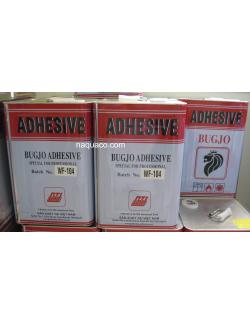 ADHESIVE
BUGJO ADHESIVE
SPECIAL FOR PROFESSIONAL
Batch No. WF-104
ADHESIVE
BUGJO ADHESIVE
SPECIAL FOR PROFESSIONAL
Batch No. WF-104
ADHESIVE
BUGJO
naquaco.com